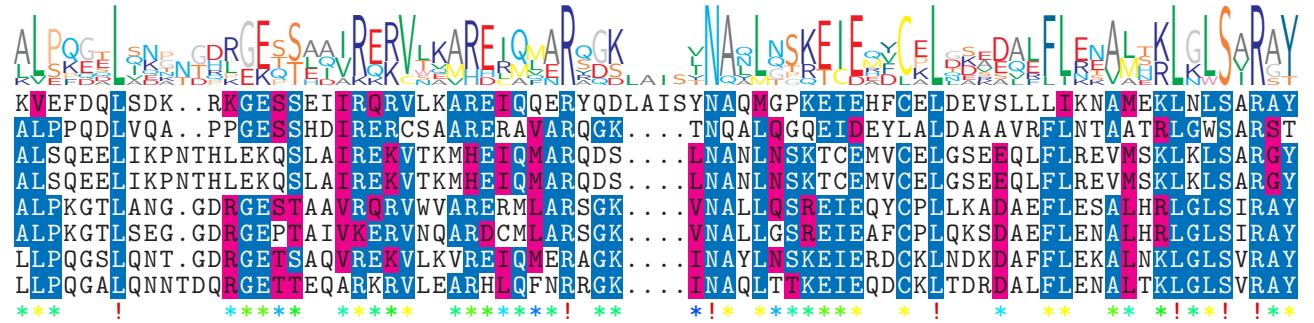 KVEFDQLSDK..RKGESSEIIRQRVLKAREIQQERYQDLAISYNAQMGPKEIEHFCELDEVSLLLIKNAMEKLNLSARAY
ALPPQDLVQA..PPGESSHDIRERCSAARERAVARQGK....TNQALQGQEIDEYLALDAAAVRFLNTAATRLGWSARST
ALSQEELIKPNTHLEKQSLAIREKVTKMHEIQMARQDS....LNANLNSKTCEMVCELGSEEQLFLREVMSKLKLSARGY
ALSQEELIKPNTHLEKQSLAIREKVTKMHEIQMARQDS....LNANLNSKTCEMVCELGSEEQLFLREVMSKLKLSARGY
ALPKGTLANG.GDRGESTAAVRQRVWVARERMLARSGK....VNALLQSREIEQYCPLLKADAEFLESALHRLGLSIRAY
ALPKGTLSEG.GDRGEPTAIVKERVNQARDCMLARSGK....VNALLGSREIEAFCPLQKSDAEFLENALHRLGLSIRAY
LLPQGSLQNT.GDRGETSAQVREKVLKVREIQMERAGK....INAYLNSKEIERDCKLNDKDAFFLEKALNKLGLSVRAY
LLPQGALQNNTDQRGETTEQARKRVLEARHLQFNRRGK....INAQLTTKEIEQDCKLTDRDALFLENALTKLGLSVRAY
*** ! ***** **** *** ****! ** *! ** ***** * ! * ** **** !**! !**